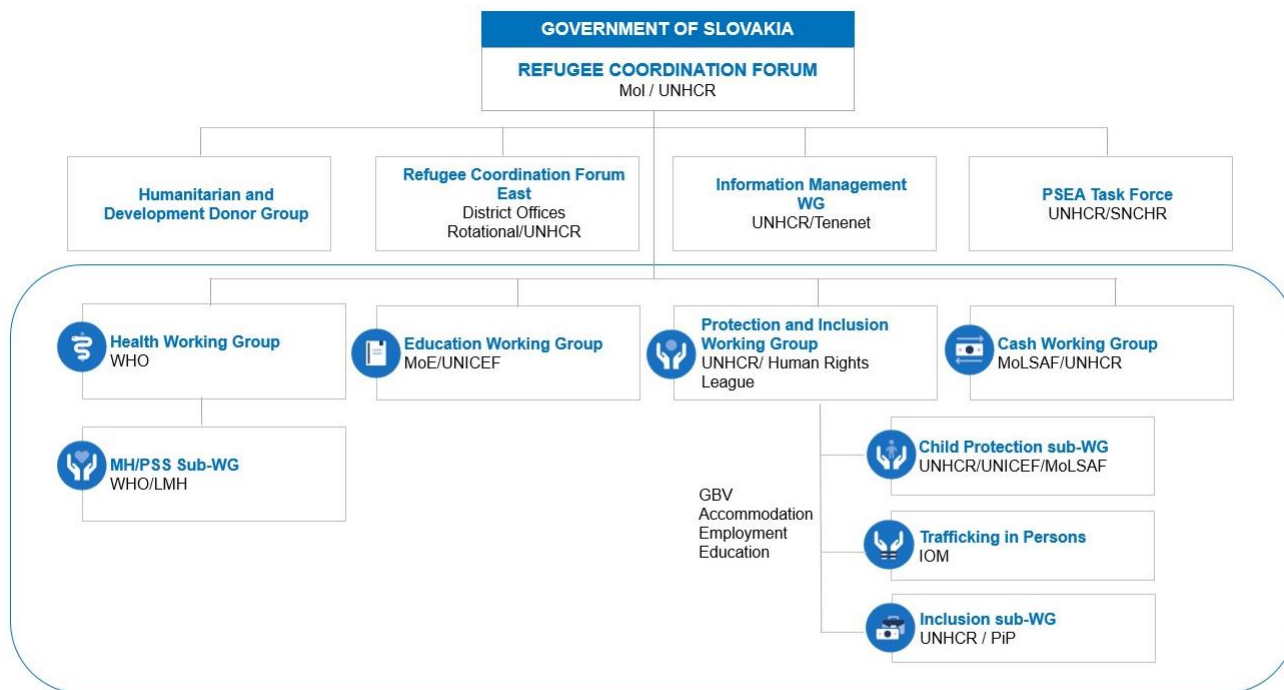 GOVERNMENT OF SLOVAKIA
REFUGEE COORDINATION FORUM
MoI / UNHCR
Humanitarian and
Development Donor Group
Refugee Coordination Forum
East
District Offices
Rotational/UNHCR
Information Management
WG
UNHCR/Tenenet
PSEA Task Force
UNHCR/SNCHR
Health Working Group
WHO
Education Working Group
MoE/UNICEF
Protection and Inclusion
Working Group
UNHCR/ Human Rights
League
Cash Working Group
MoLSAF/UNHCR
MH/PSS Sub-WG
WHO/LMH
GBV
Accommodation
Employment
Education
Child Protection sub-WG
UNHCR/UNICEF/MoLSAF
Trafficking in Persons
IOM
Inclusion sub-WG
UNHCR / PiP